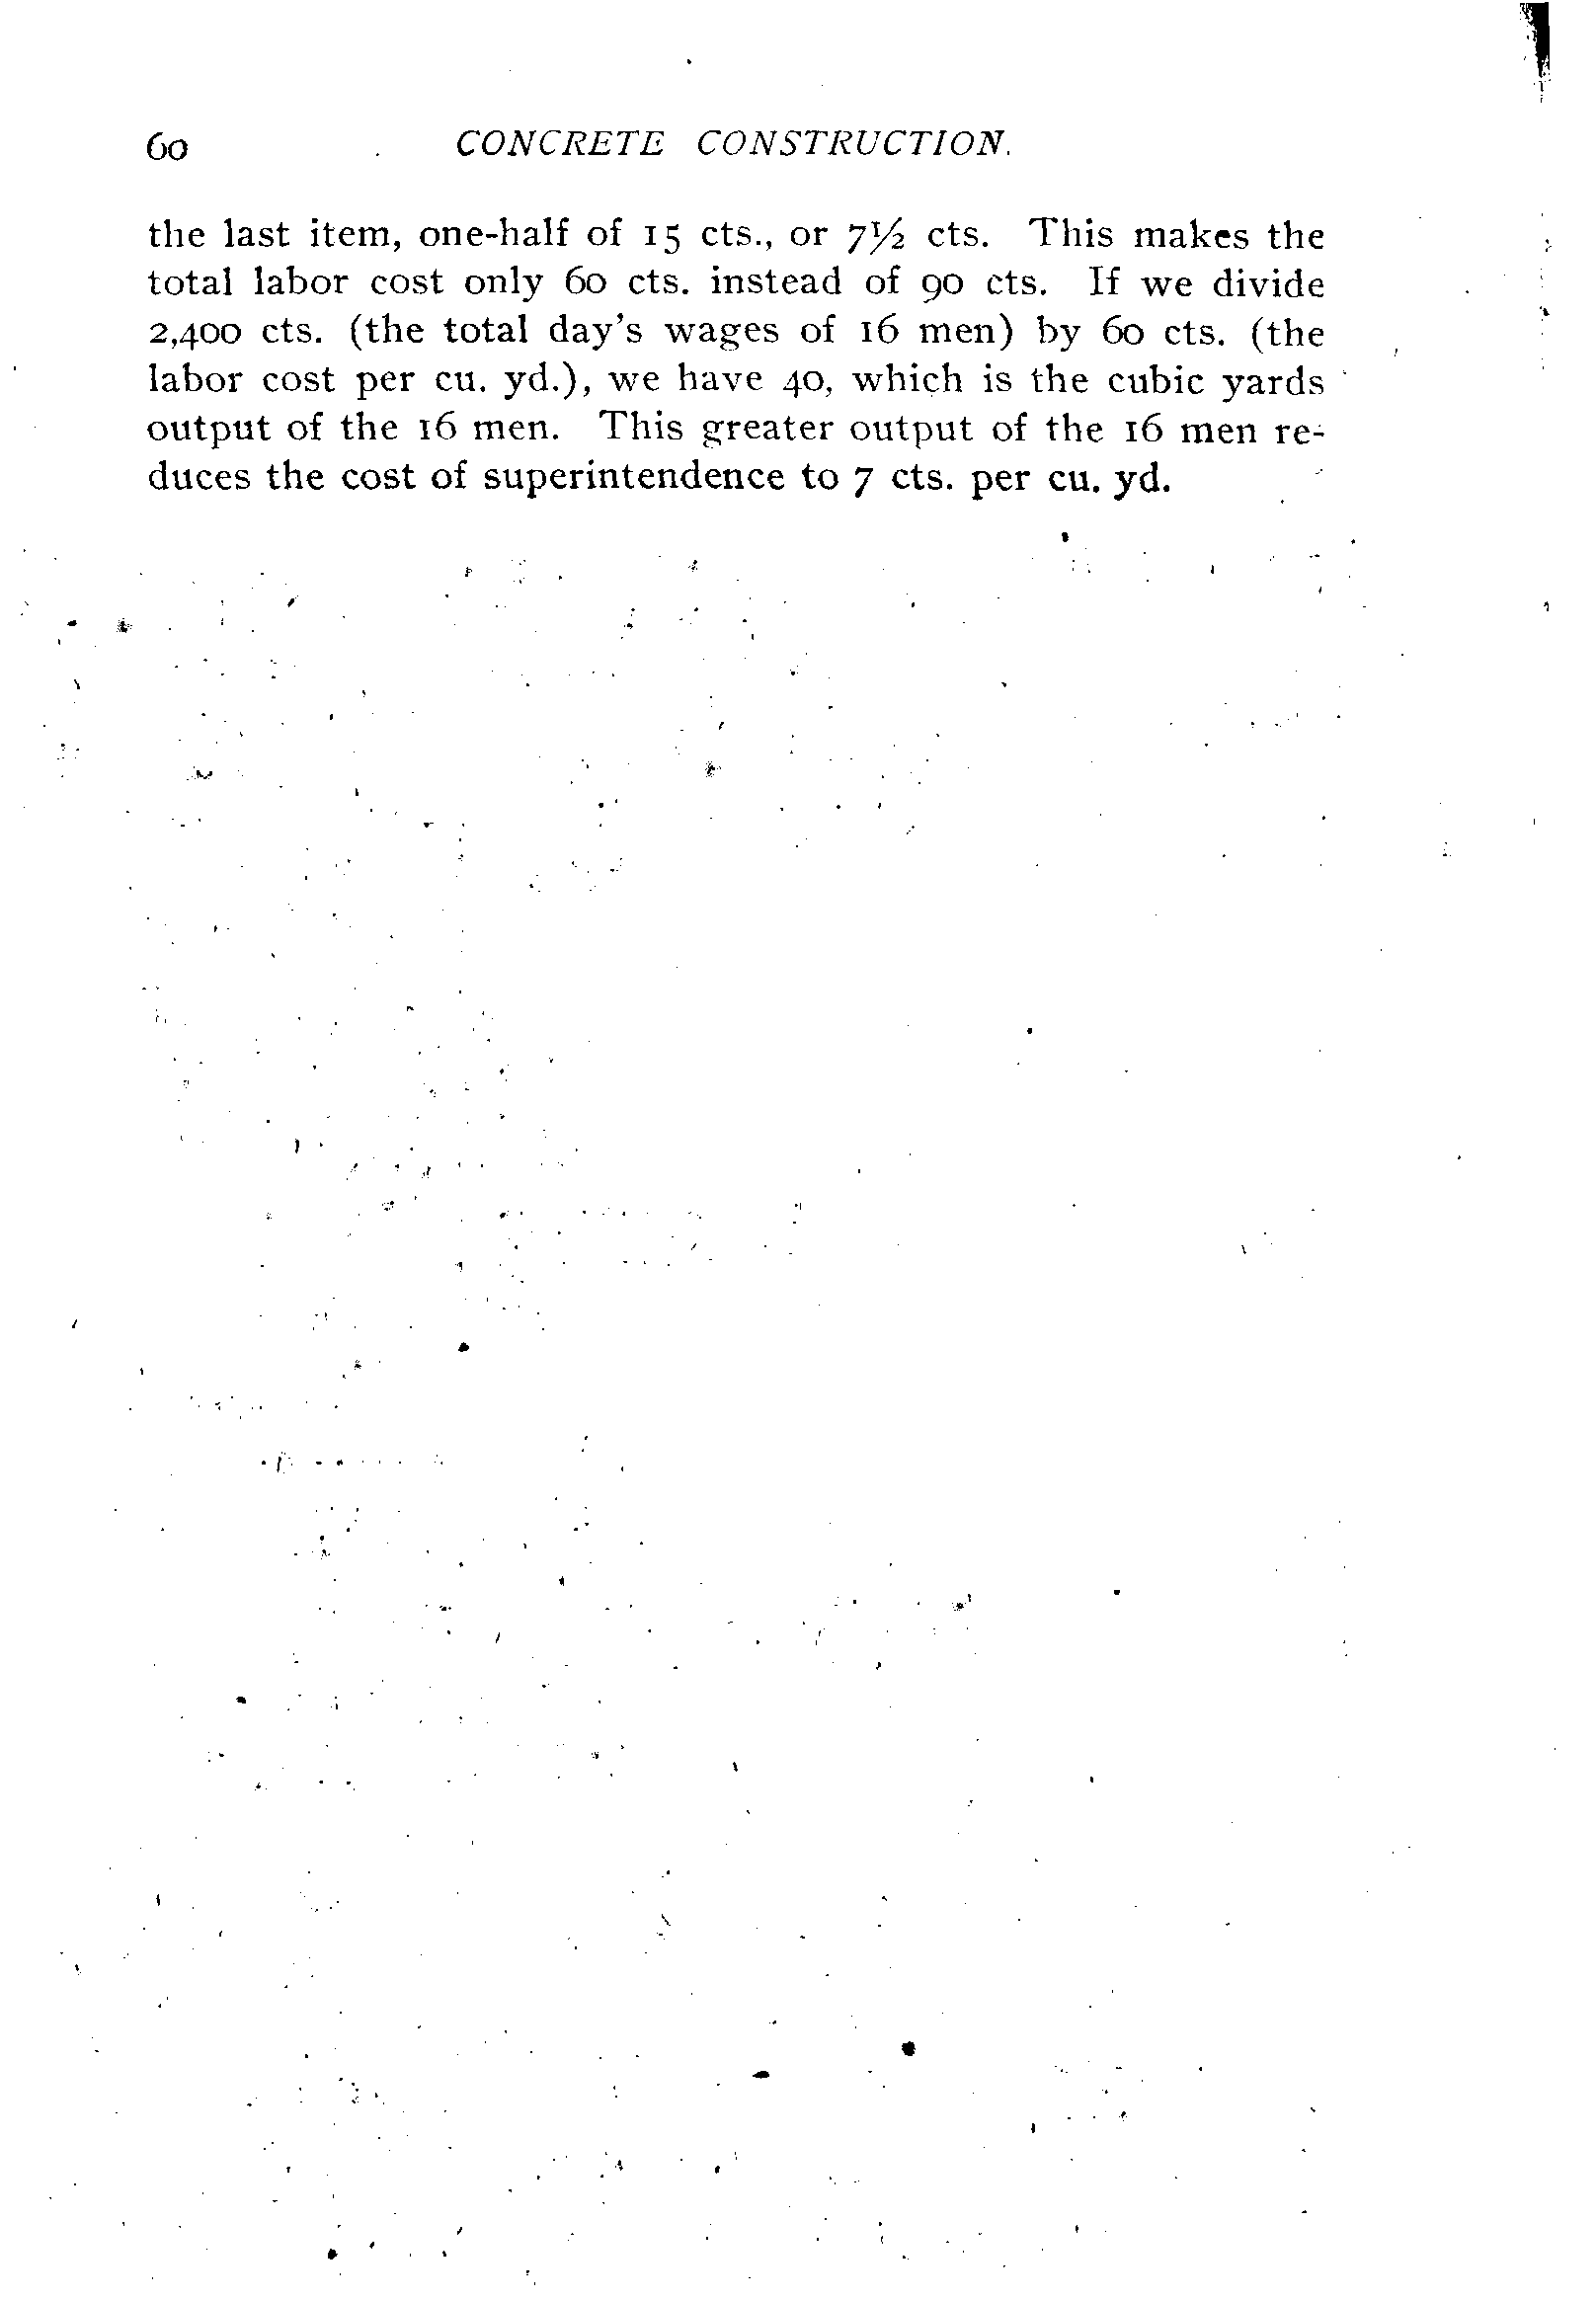 60 CONCRETE CONSTRUCTION.
the last item, one-half of 15 cts., or 7½ cts. This makes the
total labor cost only 60 cts. instead of 90 cts. If we divide
2,400 cts. (the total day's wages of 16 men) by 60 cts. (the
labor cost per cu. yd.), we have 40, which is the cubic yards
output of the 16 men. This greater output of the 16 men re-
duces the cost of superintendence to 7 cts. per cu. yd.